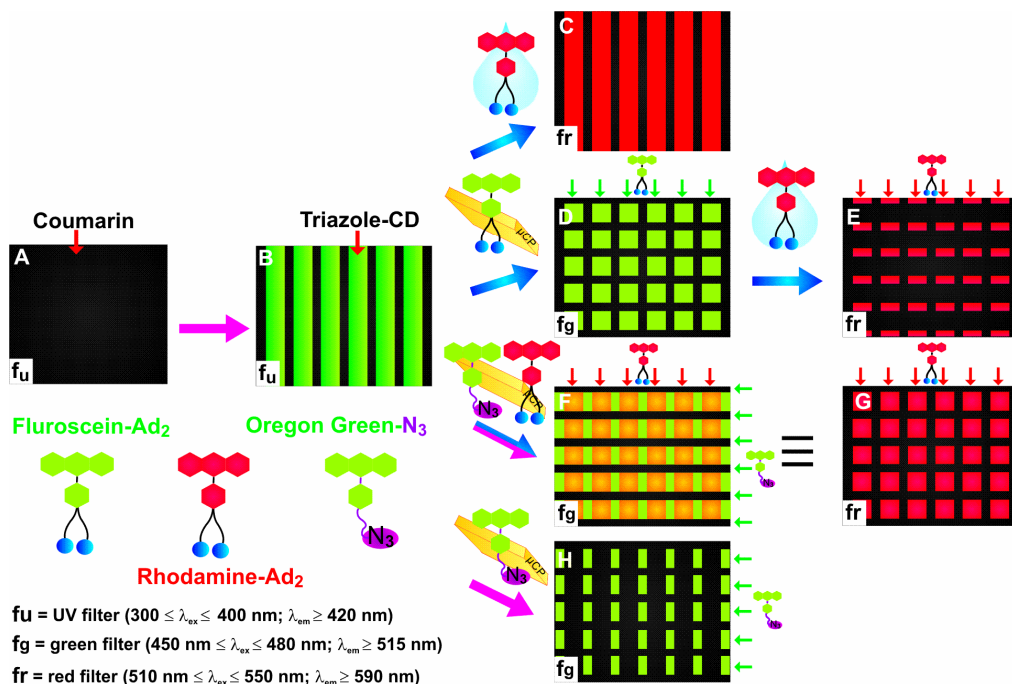 C
fr
Coumarin
Triazole-CD
µCP
D
fg
E
fr
A
fu
B
fu
N3
µCP
F
fg
N3
G
fr
Fluroscein-Ad2
Oregon Green-N3
N3
Rhodamine-Ad2
N3
µCP
H
fg
N3
fu = UV filter (300 ≤ λex ≤ 400 nm; λem ≥ 420 nm)
fg = green filter (450 nm ≤ λex ≤ 480 nm; λem ≥ 515 nm)
fr = red filter (510 nm ≤ λex ≤ 550 nm; λem ≥ 590 nm)